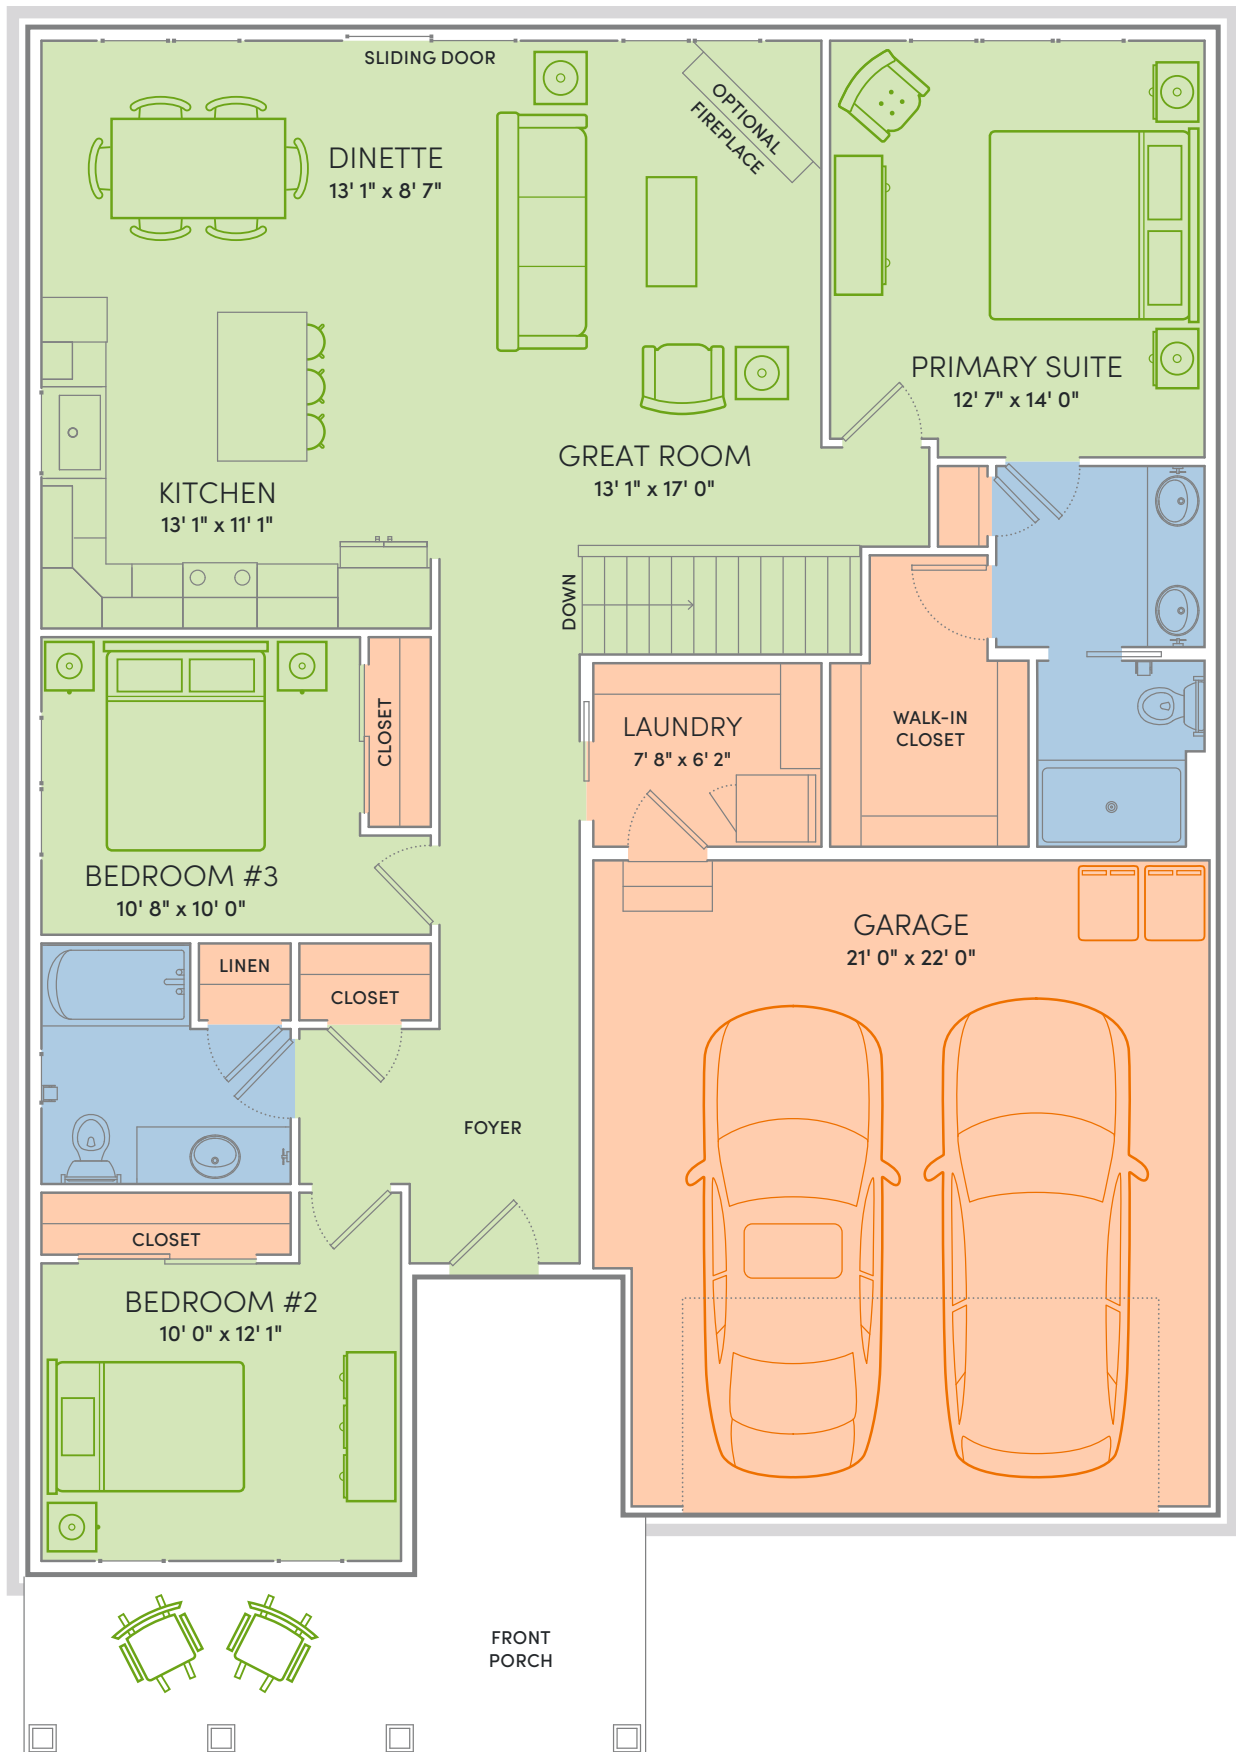 SLIDING DOOR
DINETTE
13' 1" x 8' 7"
OPTIONAL
FIREPLACE
PRIMARY SUITE
12' 7" x 14' 0"
GREAT ROOM
13' 1" x 17' 0"
KITCHEN
13' 1" x 11' 1"
DOWN
CLOSET
LAUNDRY
7' 8" x 6' 2"
WALK-IN
CLOSET
BEDROOM #3
10' 8" x 10' 0"
GARAGE
21' 0" x 22' 0"
LINEN
CLOSET
FOYER
CLOSET
BEDROOM #2
10' 0" x 12' 1"
FRONT
PORCH